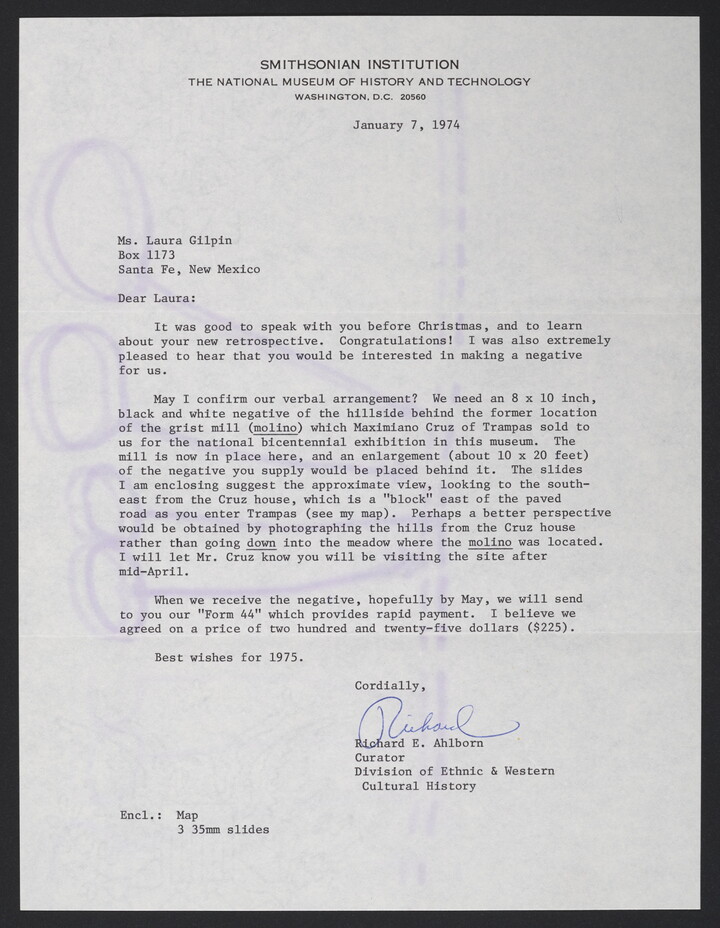 SMITHSONIAN INSTITUTION
THE NATIONAL MUSEUM OF HISTORY AND TECHNOLOGY
WASHINGTON, D.C. 20560
January 7, 1974
Ms. Laura Gilpin
Box 1173
Santa Fe, New Mexico
Dear Laura:
It was good to speak with you before Christmas, and to learn
about your new retrospective. Congratulations! I was also extremely
pleased to hear that you would be interested in making a negative
for us.
May I confirm our verbal arrangement? We need an 8 x 10 inch,
black and white negative of the hillside behind the former location
of the grist mill (molino) which Maximiano Cruz of Trampas sold to
us for the national bicentennial exhibition in this museum. The
mill is now in place here, and an enlargement (about 10 x 20 feet)
of the negative you supply would be placed behind it. The slides
I am enclosing suggest the approximate view, looking to the south-
east from the Cruz house, which is a "block" east of the paved
road as you enter Trampas (see my map). Perhaps a better perspective
would be obtained by photographing the hills from the Cruz house
rather than going down into the meadow where the molino was located.
I will let Mr. Cruz know you will be visiting the site after
mid-April.
When we receive the negative, hopefully by May, we will send
to you our "Form 44" which provides rapid payment. I believe we
agreed on a price of two hundred and twenty-five dollars ($225).
Best wishes for 1975.
Cordially,
Richard
Richard E. Ahlborn
Curator
Division of Ethnic & Western
Cultural History
Encl.: Map
3 35mm slides